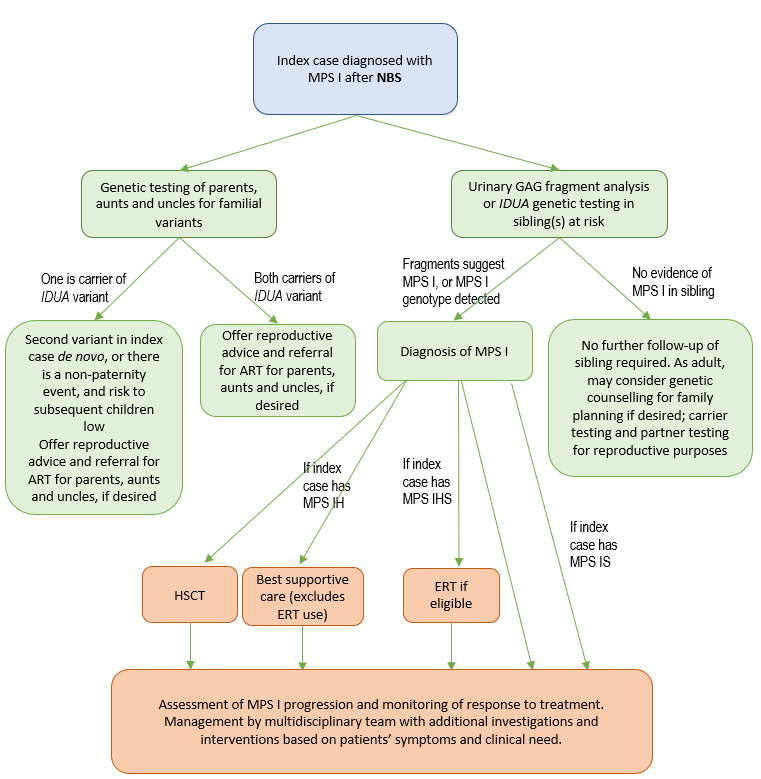 Index case diagnosed with
MPS I after NBS
Genetic testing of parents,
aunts and uncles for familial
variants
Urinary GAG fragment analysis
or IDUA genetic testing in
sibling(s) at risk
One is carrier of
IDUA variant
Both carriers of
IDUA variant
Fragments suggest
MPS I, or MPS I
genotype detected
No evidence of
MPS I in sibling
Second variant in index
case de novo, or there
is a non-paternity
event, and risk to
subsequent children
low
Offer reproductive
advice and referral for
ART for parents, aunts
and uncles, if desired
Offer reproductive
advice and referral
for ART for parents,
aunts and uncles, if
desired
Diagnosis of MPS I
No further follow-up of
sibling required. As adult,
may consider genetic
counselling for family
planning if desired; carrier
testing and partner testing
for reproductive purposes
If index
case has
MPS IH
If index
case has
MPS IHS
If index
case has
MPS IS
HSCT
Best supportive
care (excludes
ERT use)
ERT if
eligible
Assessment of MPS I progression and monitoring of response to treatment.
Management by multidisciplinary team with additional investigations and
interventions based on patients’ symptoms and clinical need.